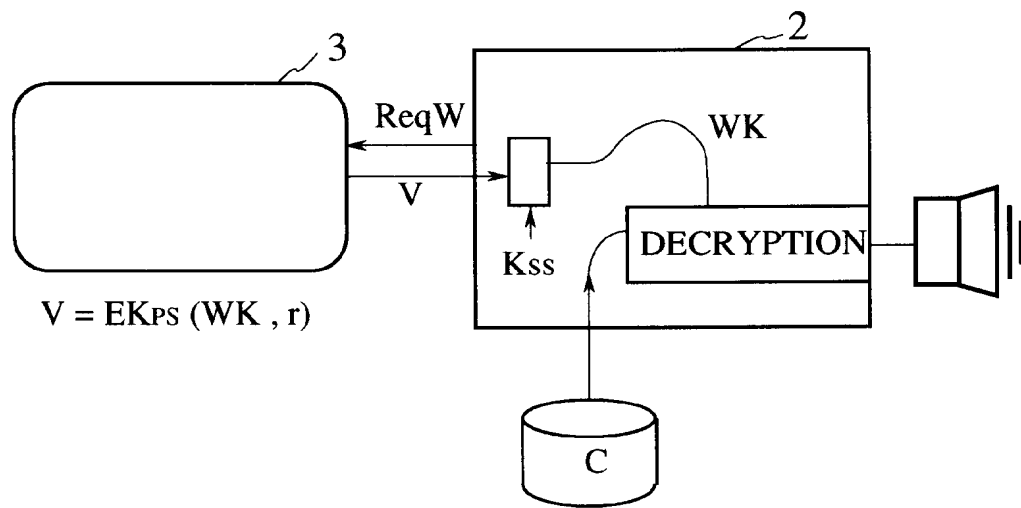 3
2
ReqW
WK
V
DECRYPTION
Kss
V = EKPS (WK , r)
C